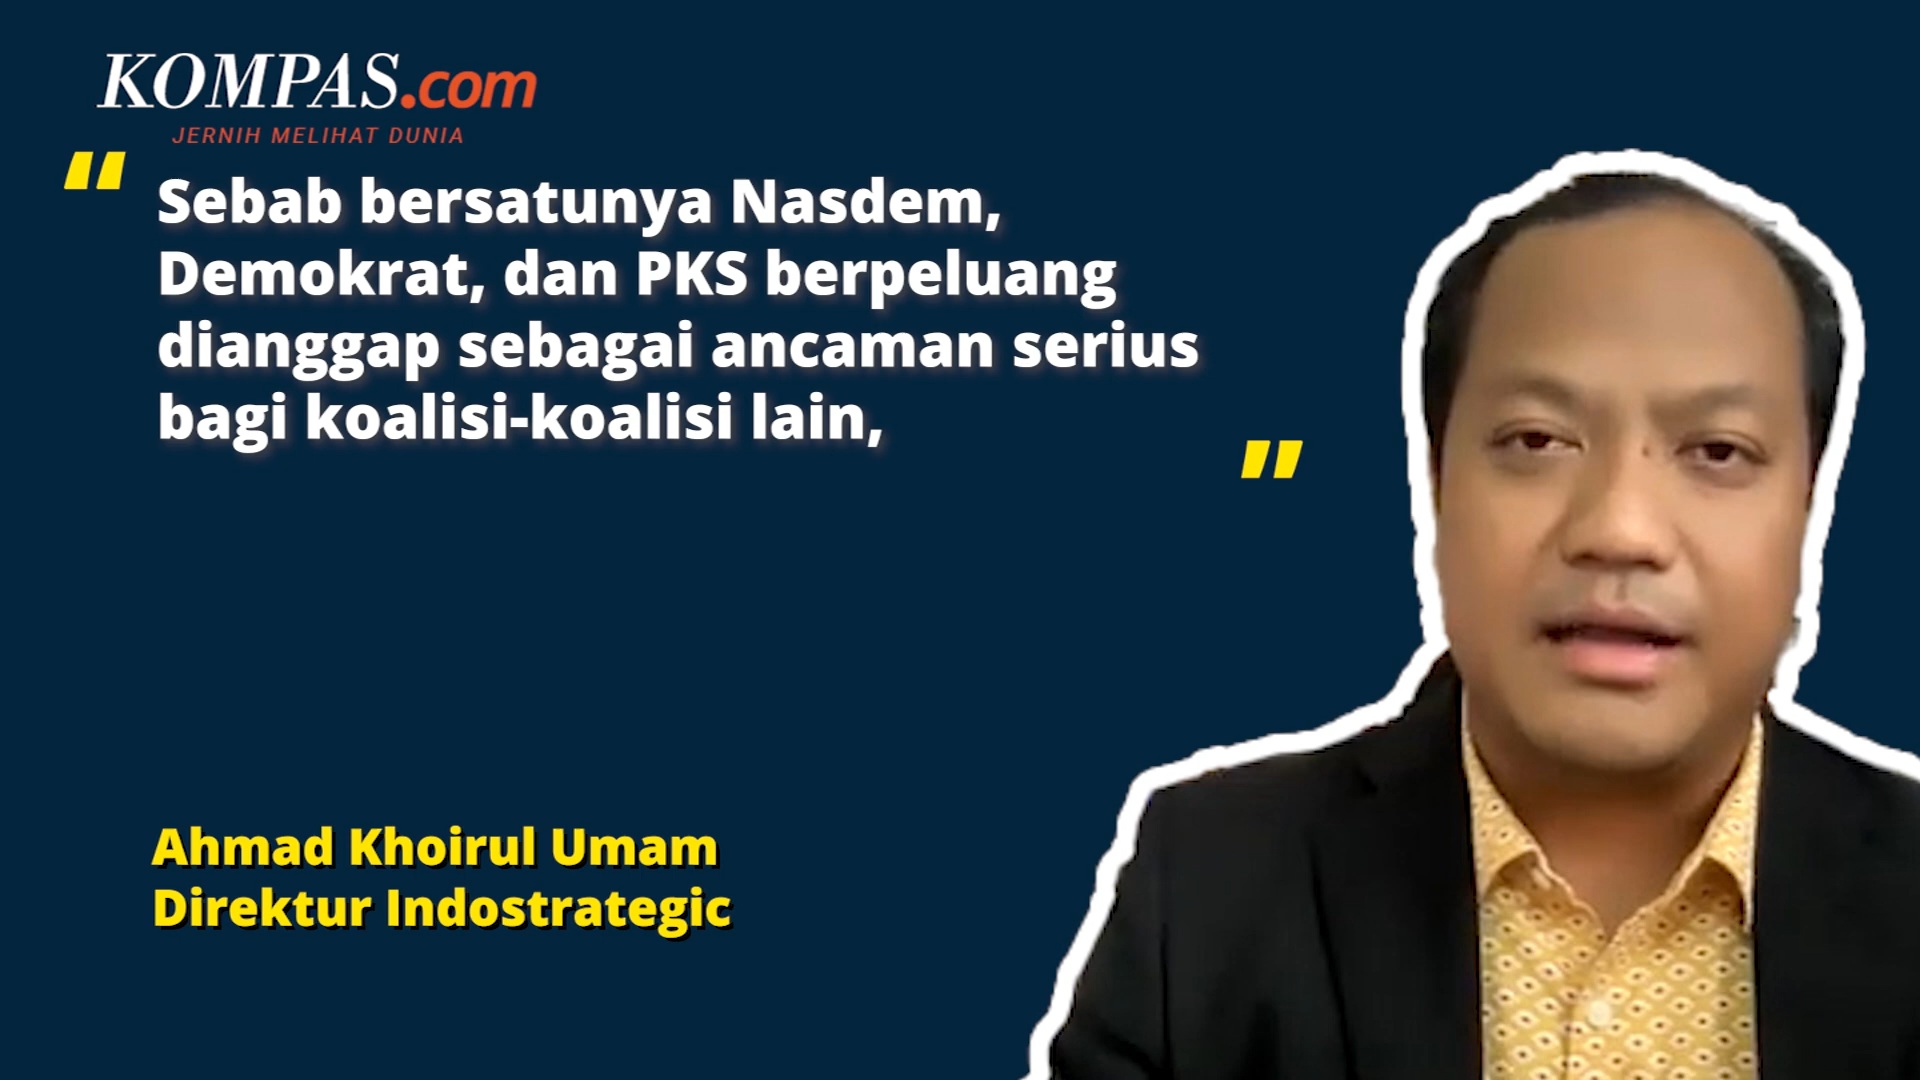 KOMPAS.com
JERNIH MELIHAT DUNIA
“ Sebab bersatunya Nasdem,
Demokrat, dan PKS berpeluang
dianggap sebagai ancaman serius
bagi koalisi-koalisi lain, ”
Ahmad Khoirul Umam
Direktur Indostrategic